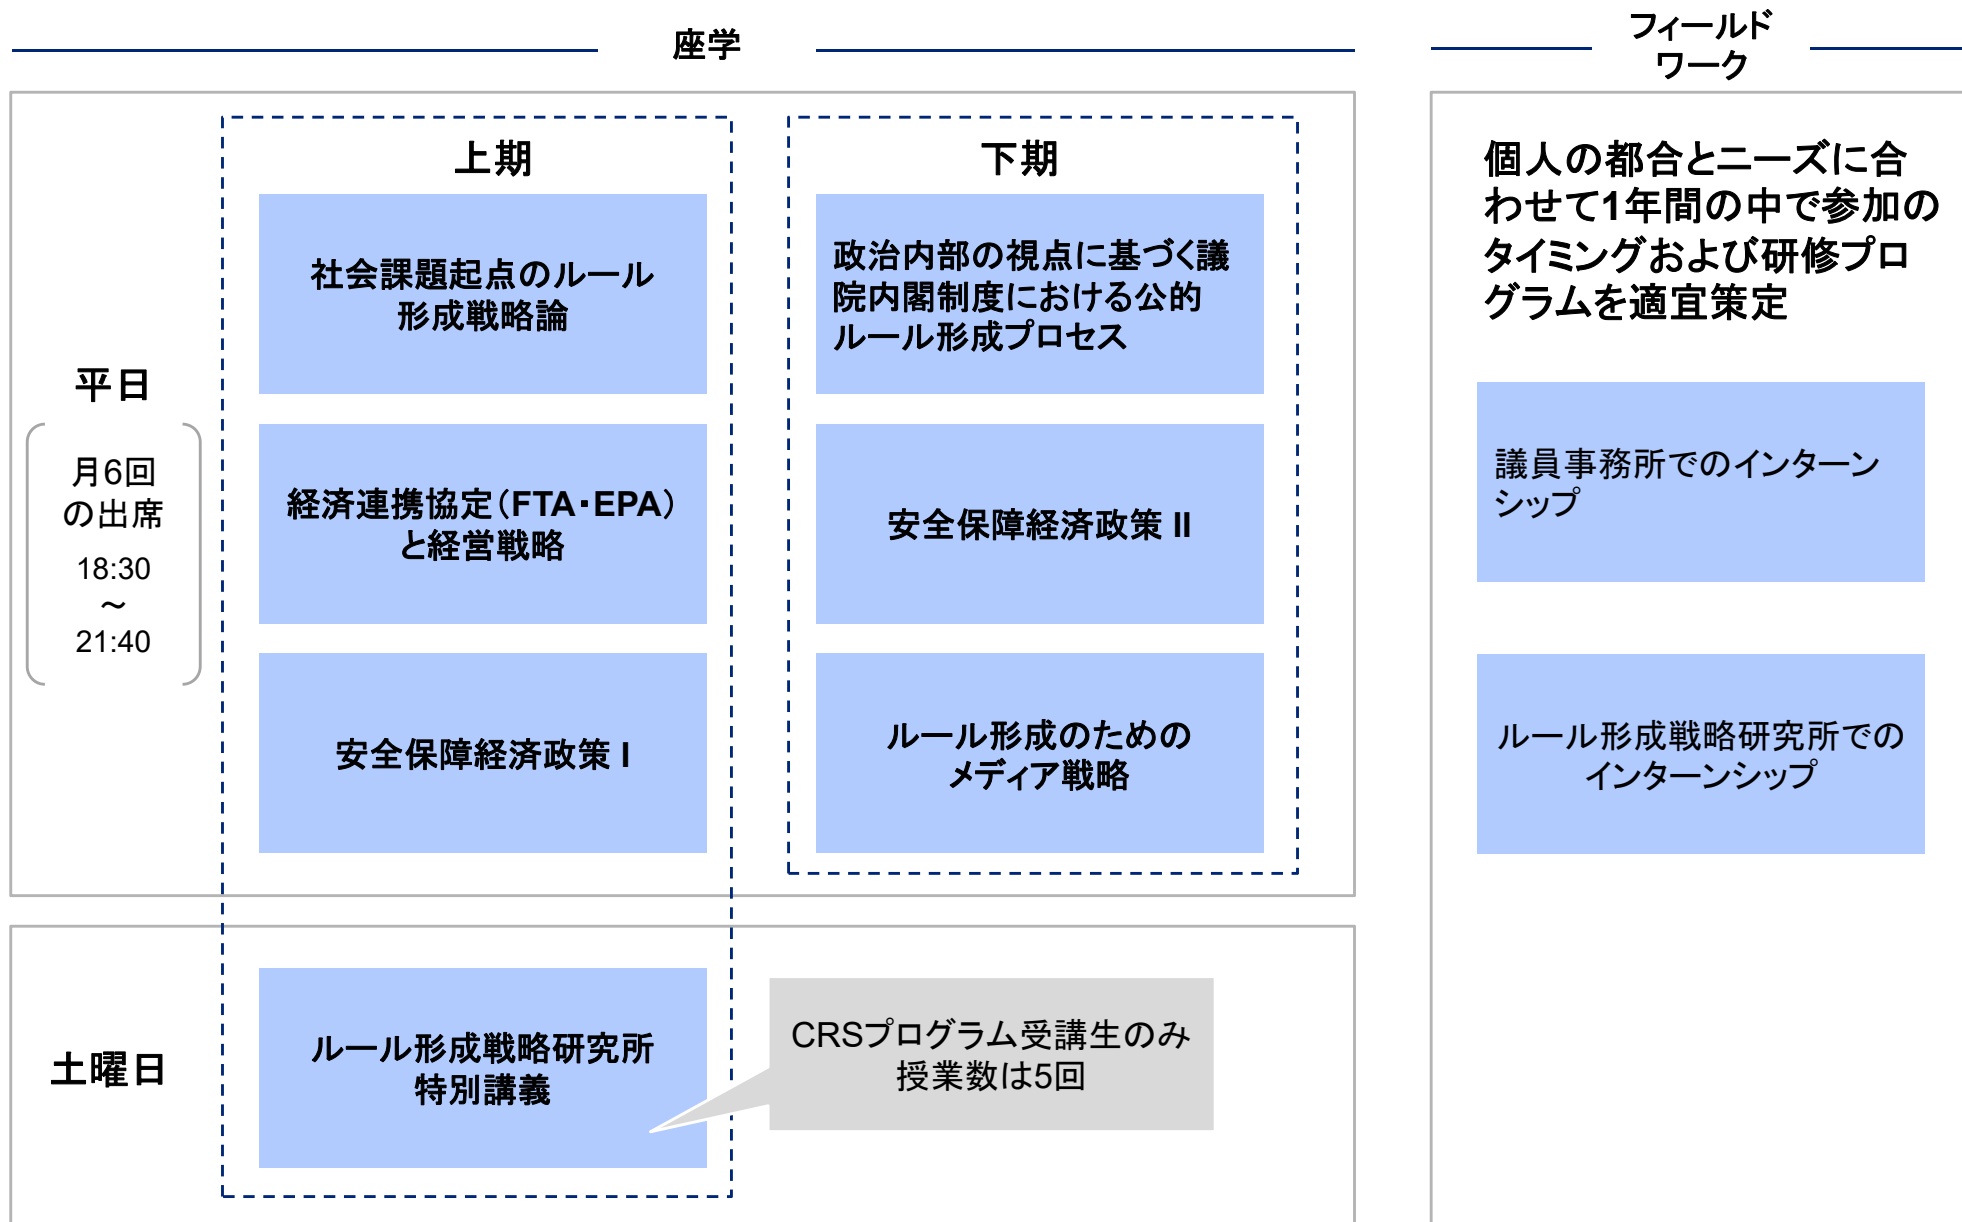 座学
フィールド
ワーク
上期
下期
社会課題起点のルール
形成戦略論
政治内部の視点に基づく議
院内閣制度における公的
ルール形成プロセス
平日
月6回
の出席
18:30
～
21:40
経済連携協定（FTA・EPA）
と経営戦略
安全保障経済政策 II
安全保障経済政策 I
ルール形成のための
メディア戦略
土曜日
ルール形成戦略研究所
特別講義
CRSプログラム受講生のみ
授業数は5回
個人の都合とニーズに合
わせて1年間の中で参加の
タイミングおよび研修プロ
グラムを適宜策定
議員事務所でのインターン
シップ
ルール形成戦略研究所での
インターンシップ